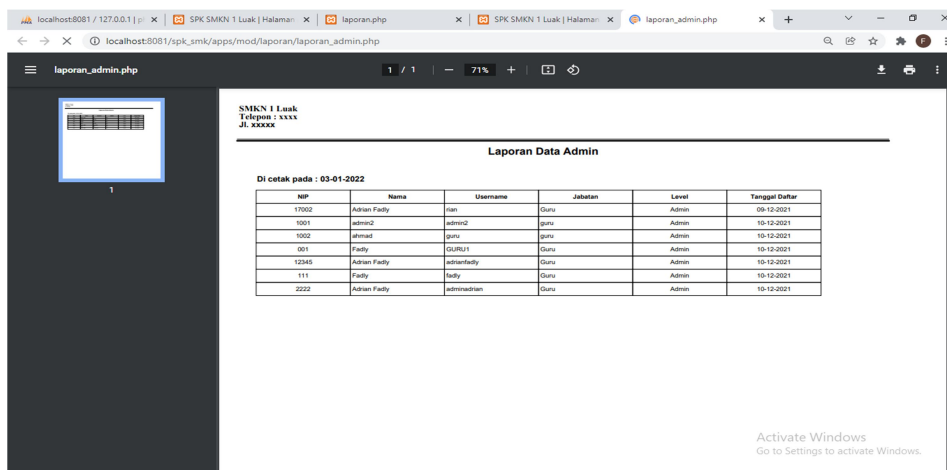 localhost:8081 / 127.0.0.1 | p
SPK SMKN 1 Luak | Halaman
laporan.php
SPK SMKN 1 Luak | Halaman
laporan_admin.php
localhost:8081/spk_smk/apps/mod/laporan/laporan_admin.php
F
laporan_admin.php
1 / 1
71%
1
SMKN 1 Luak
Telepon : xxxx
Jl. xxxxx
Laporan Data Admin
Di cetak pada : 03-01-2022
NIP Nama Username Jabatan Level Tanggal Daftar
17002 Adrian Fadly rian Guru Admin 09-12-2021
1001 admin2 admin2 guru Admin 10-12-2021
1002 ahmad guru guru Admin 10-12-2021
001 Fadly GURU1 Guru Admin 10-12-2021
12345 Adrian Fadly adrianfadly Guru Admin 10-12-2021
111 Fadly fadly Guru Admin 10-12-2021
2222 Adrian Fadly adminadrian Guru Admin 10-12-2021
Activate Windows
Go to Settings to activate Windows.